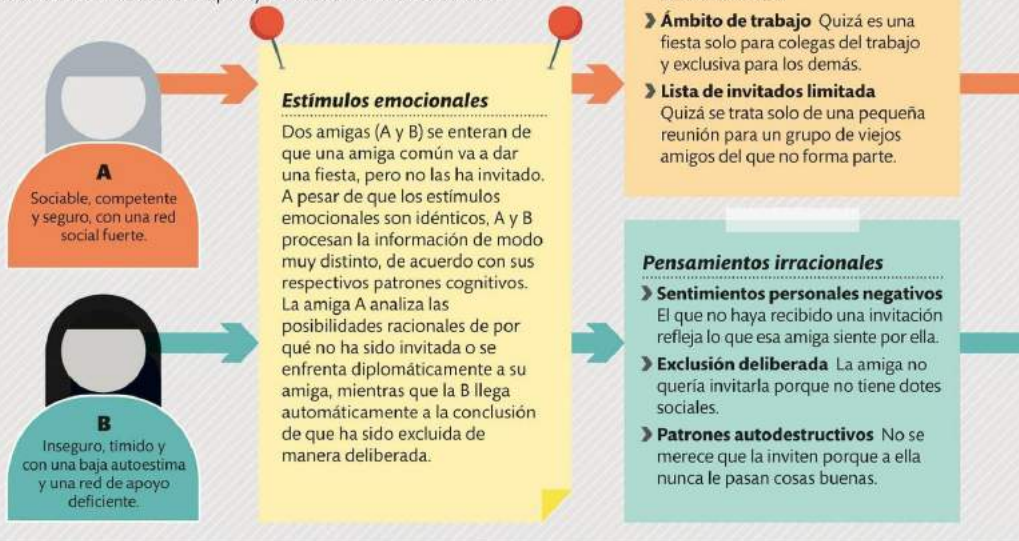 A
Sociable, competente
y seguro, con una red
social fuerte.
B
Inseguro, tímido y
con una baja autoestima
y una red de apoyo
deficiente.
Estímulos emocionales
Dos amigas (A y B) se enteran de
que una amiga común va a dar
una fiesta, pero no las ha invitado.
A pesar de que los estímulos
emocionales son idénticos, A y B
procesan la información de modo
muy distinto, de acuerdo con sus
respectivos patrones cognitivos.
La amiga A analiza las
posibilidades racionales de por
qué no ha sido invitada o se
enfrenta diplomáticamente a su
amiga, mientras que la B llega
automáticamente a la conclusión
de que ha sido excluida de
manera deliberada.
❯ Ámbito de trabajo Quizá es una
fiesta solo para colegas del trabajo
y exclusiva para los demás.
❯ Lista de invitados limitada
Quizá se trata solo de una pequeña
reunión para un grupo de viejos
amigos del que no forma parte.
Pensamientos irracionales
❯ Sentimientos personales negativos
El que no haya recibido una invitación
refleja lo que esa amiga siente por ella.
❯ Exclusión deliberada La amiga no
quería invitarla porque no tiene dotes
sociales.
❯ Patrones autodestructivos No se
merece que la inviten porque a ella
nunca le pasan cosas buenas.